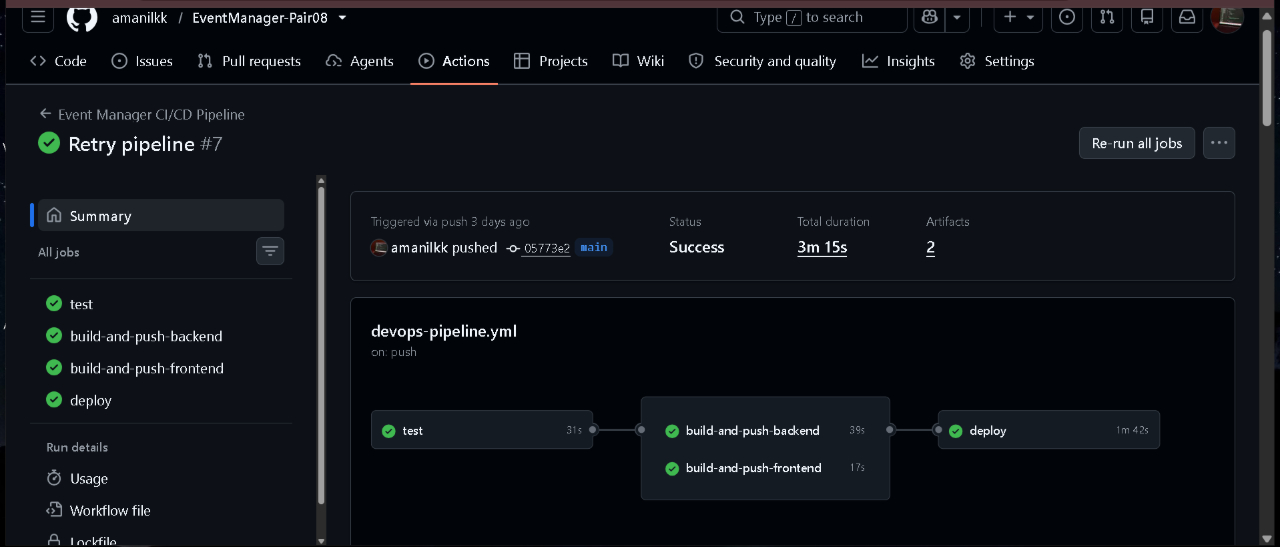 amanilkk / EventManager-Pair08
Type / to search
Code Issues Pull requests Agents Actions Projects Wiki Security and quality Insights Settings
Event Manager CI/CD Pipeline
Retry pipeline #7
Re-run all jobs
Summary
All jobs
test
build-and-push-backend
build-and-push-frontend
deploy
Run details
Usage
Workflow file
Lockfile
Triggered via push 3 days ago
amanilkk pushed 05773e2 main
Status
Success
Total duration
3m 15s
Artifacts
2
devops-pipeline.yml
on: push
test 31s
build-and-push-backend 39s
build-and-push-frontend 17s
deploy 1m 42s